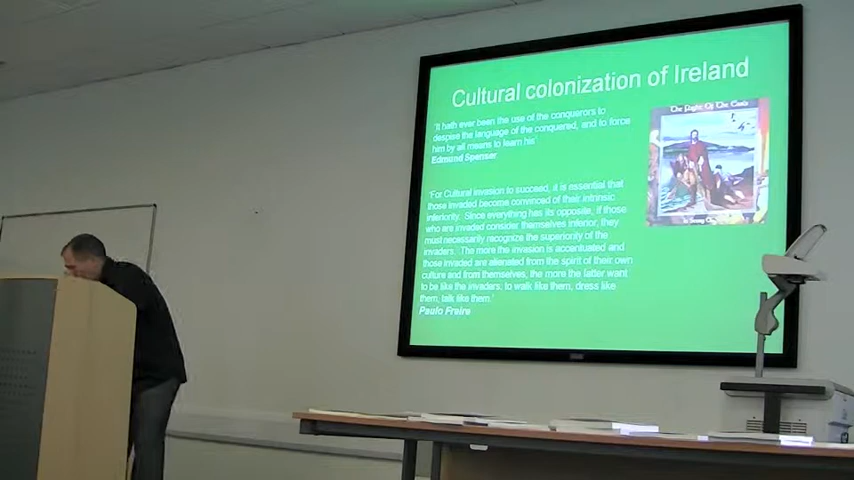 Cultural colonization of Ireland
'It hath ever been the use of the conquerors to
despise the language of the conquered, and to force
him by all means to learn his'
Edmund Spenser
'For Cultural invasion to succeed, it is essential that
those invaded become convinced of their intrinsic
inferiority. Since everything has its opposite, if those
who are invaded consider themselves inferior, they
must necessarily recognize the superiority of the
invaders. The more the invasion is accentuated and
those invaded are alienated from the spirit of their own
culture and from themselves, the more the latter want
to be like the invaders: to walk like them, dress like
them, talk like them.'
Paulo Freire
The Flight Of The Earls